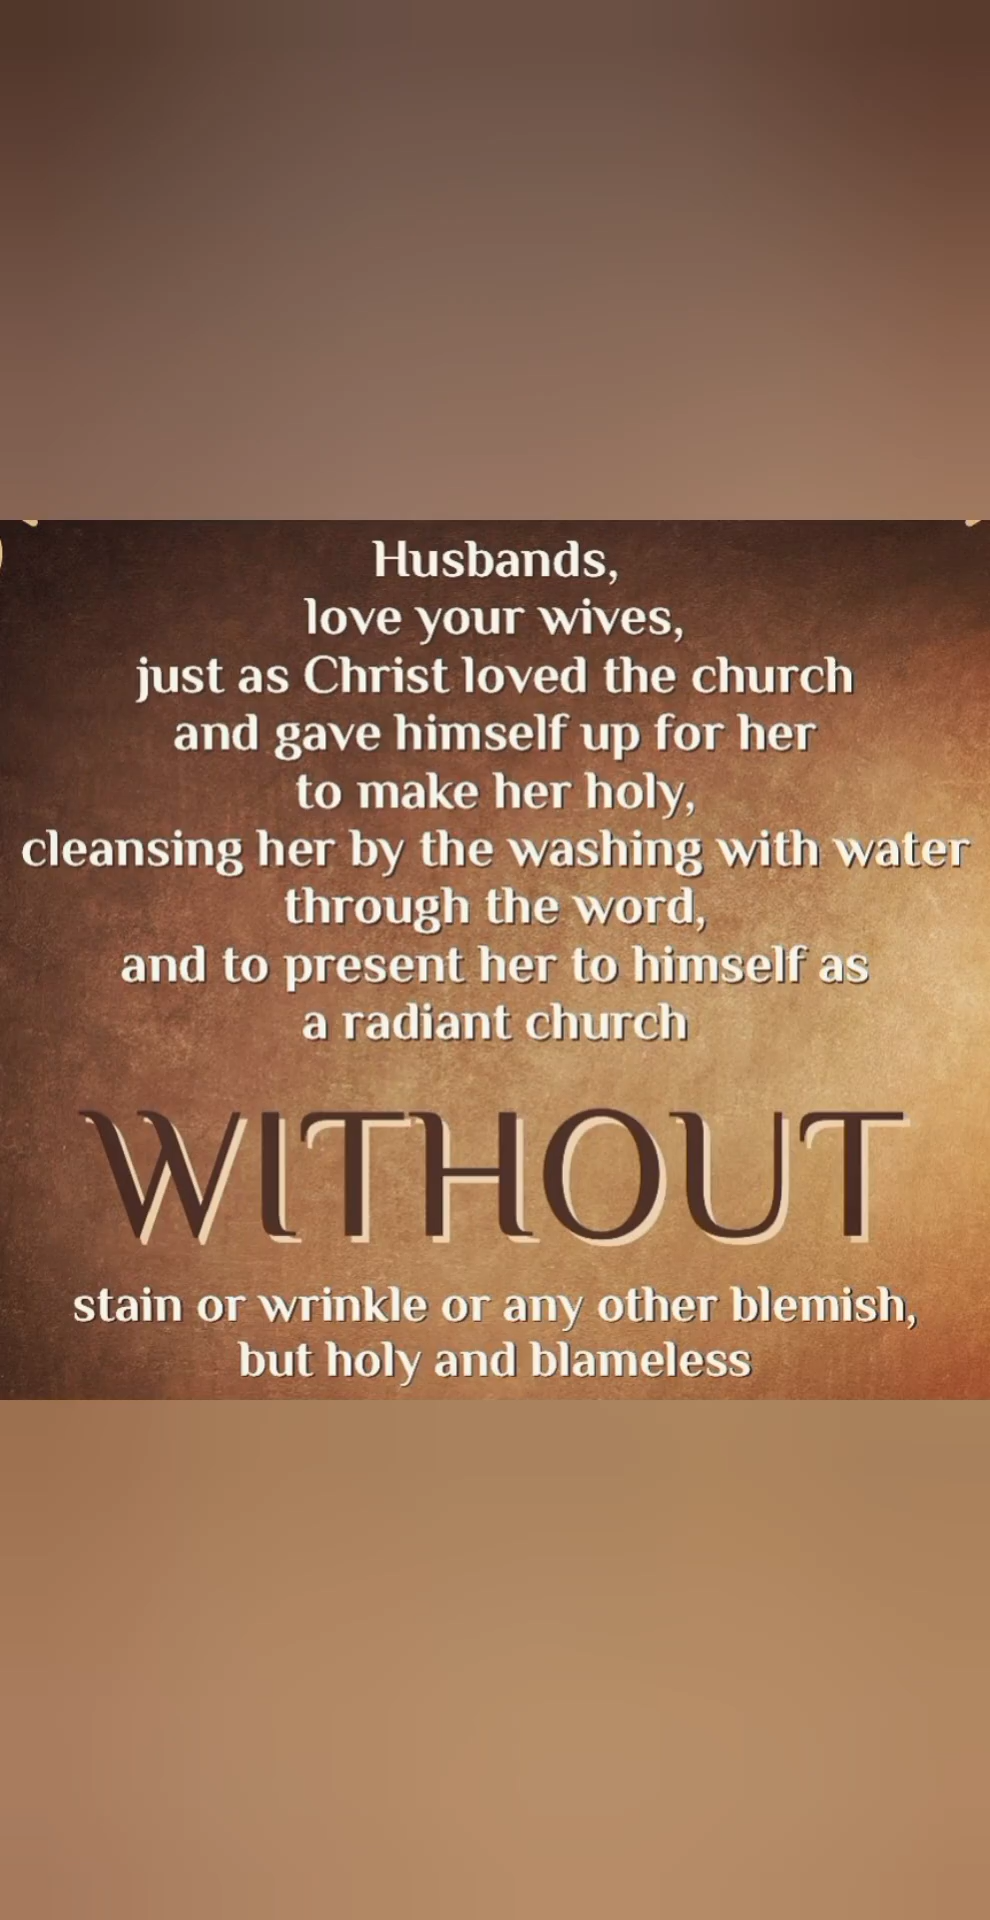 Husbands,
love your wives,
just as Christ loved the church
and gave himself up for her
to make her holy,
cleansing her by the washing with water
through the word,
and to present her to himself as
a radiant church
WITHOUT
stain or wrinkle or any other blemish,
but holy and blameless